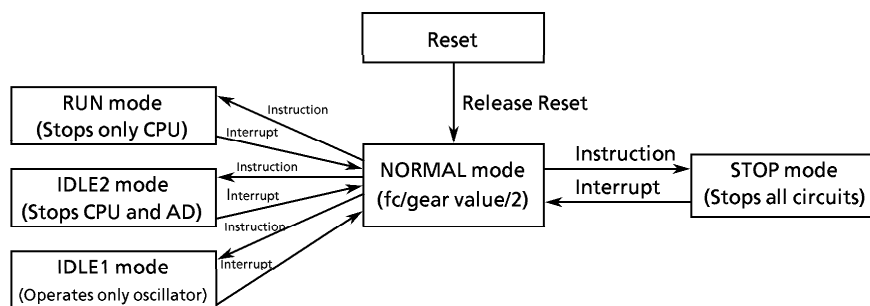 Reset
Release Reset
RUN mode
(Stops only CPU)
Instruction
Interrupt
IDLE2 mode
(Stops CPU and AD)
Instruction
Interrupt
IDLE1 mode
(Operates only oscillator)
Instruction
Interrupt
NORMAL mode
(fc/gear value/2)
Instruction
Interrupt
STOP mode
(Stops all circuits)